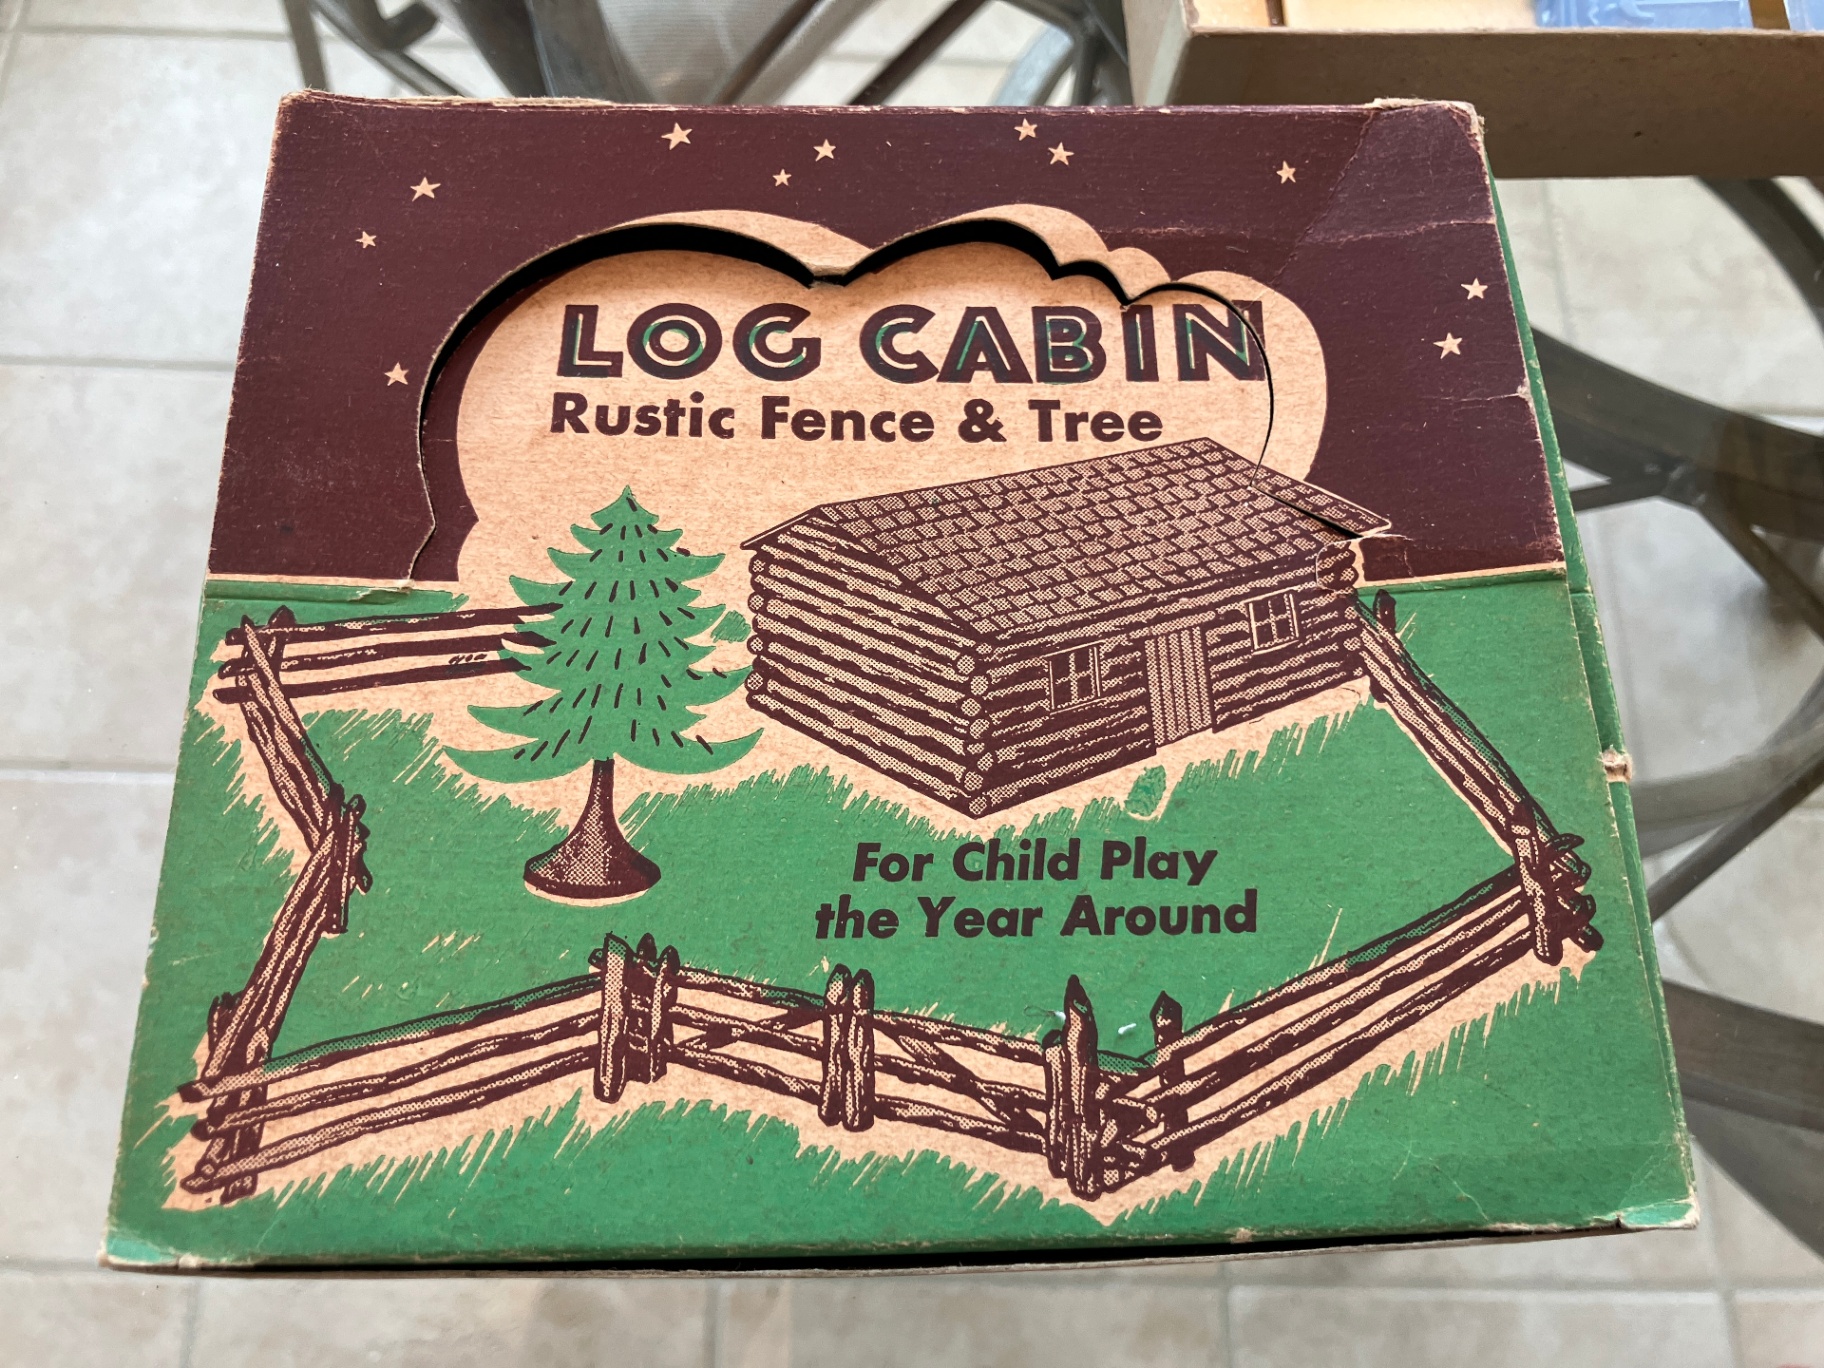 LOG CABIN
Rustic Fence & Tree
For Child Play
the Year Around